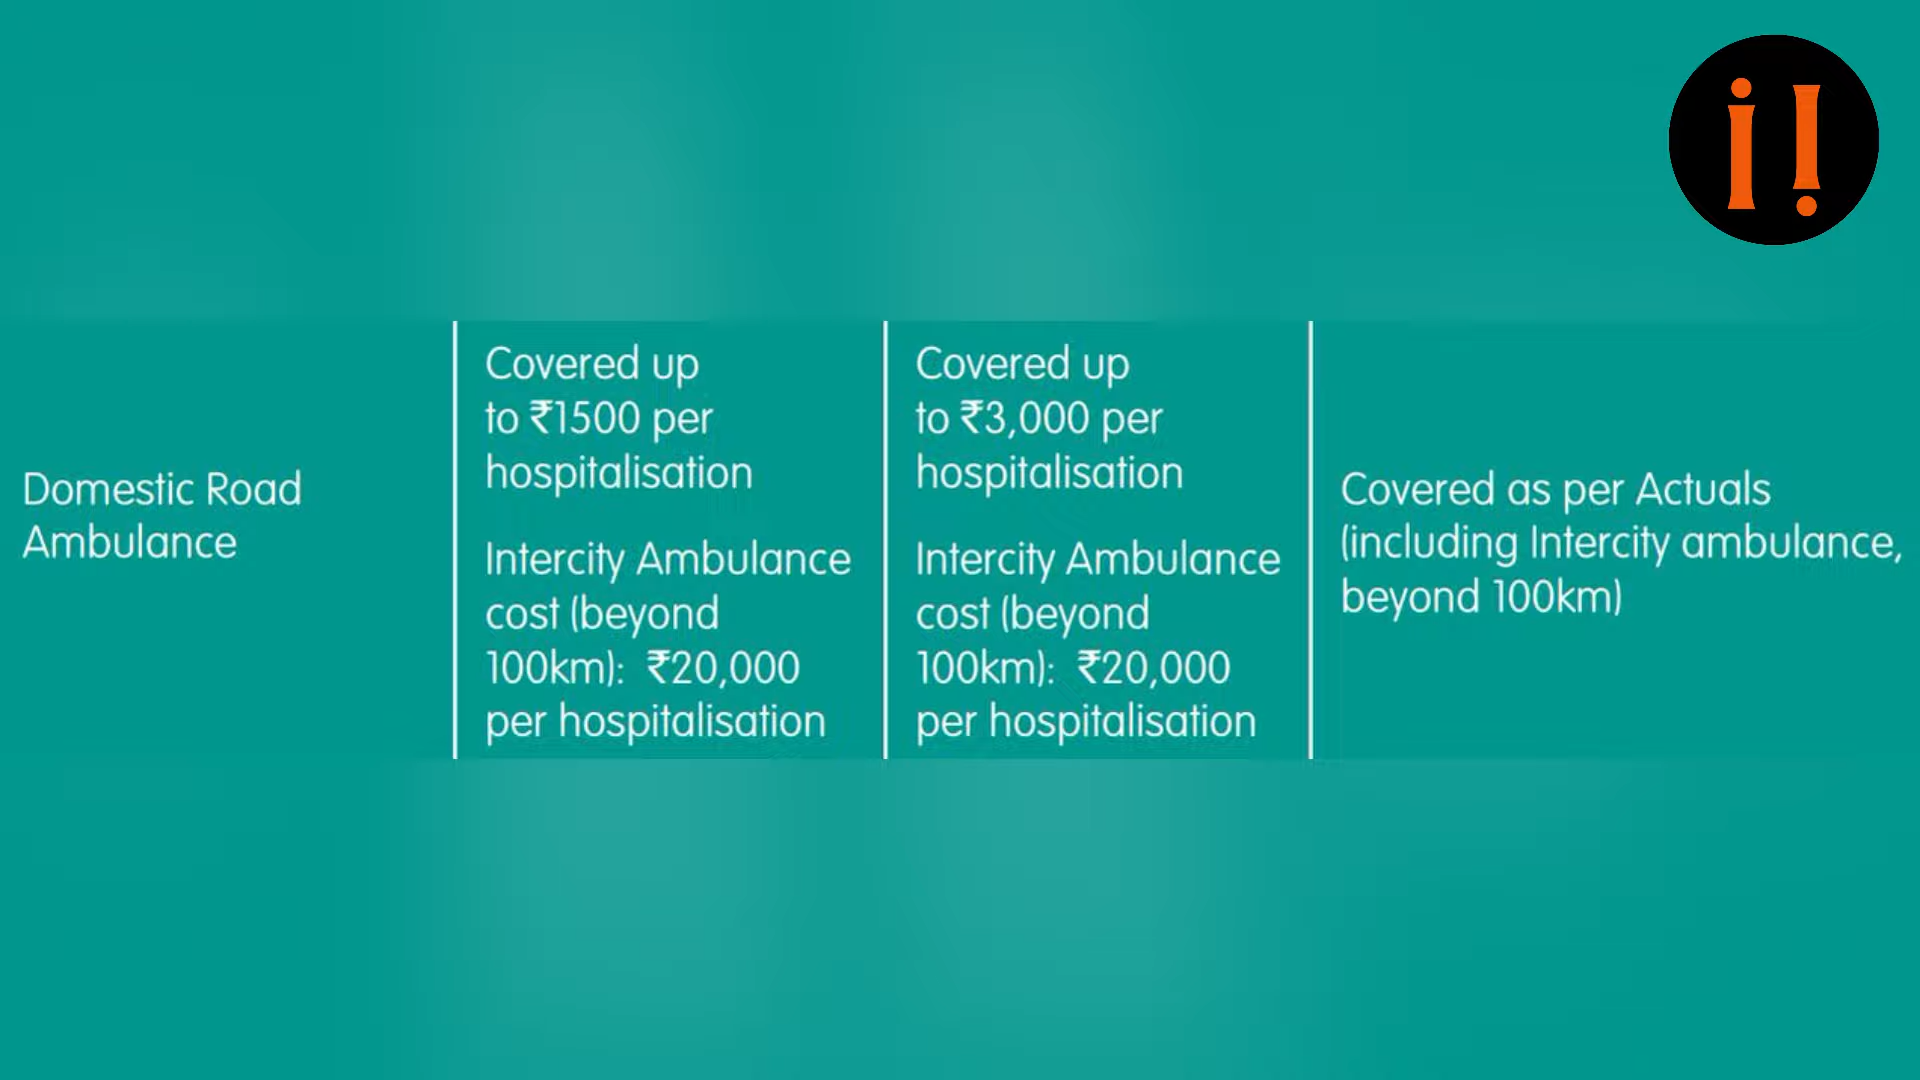 Domestic Road
Ambulance
Covered up
to ₹1500 per
hospitalisation
Intercity Ambulance
cost (beyond
100km): ₹20,000
per hospitalisation
Covered up
to ₹3,000 per
hospitalisation
Intercity Ambulance
cost (beyond
100km): ₹20,000
per hospitalisation
Covered as per Actuals
(including Intercity ambulance,
beyond 100km)